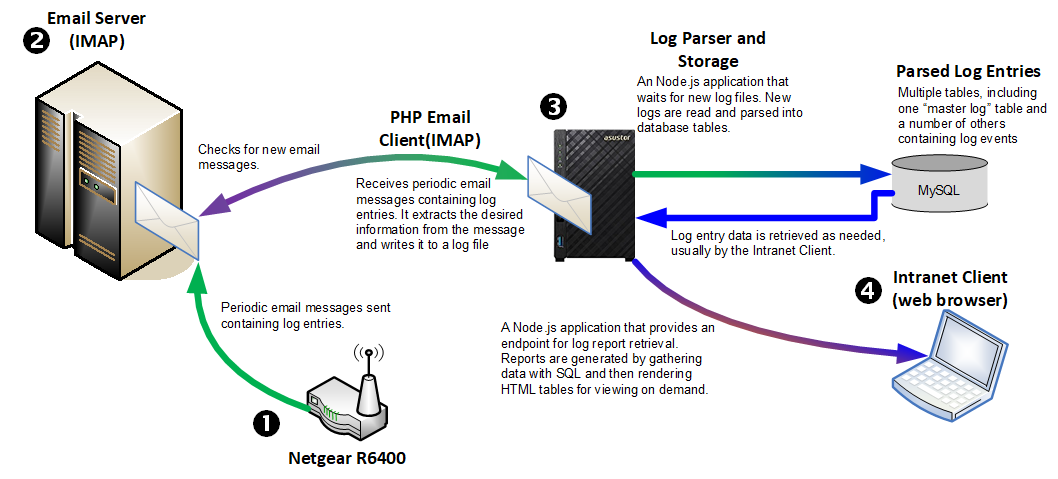 Email Server
(IMAP)
❷
Log Parser and
Storage
An Node.js application that
waits for new log files. New
logs are read and parsed into
database tables.
Parsed Log Entries
Multiple tables, including
one “master log” table and
a number of others
containing log events
❸
PHP Email
Client(IMAP)
Checks for new email
messages.
asustor
Receives periodic email
messages containing log
entries. It extracts the desired
information from the message
and writes it to a log file
MySQL
Log entry data is retrieved as needed,
usually by the Intranet Client.
❹
Intranet Client
(web browser)
Periodic email messages sent
containing log entries.
A Node.js application that provides an
endpoint for log report retrieval.
Reports are generated by gathering
data with SQL and then rendering
HTML tables for viewing on demand.
❶
Netgear R6400